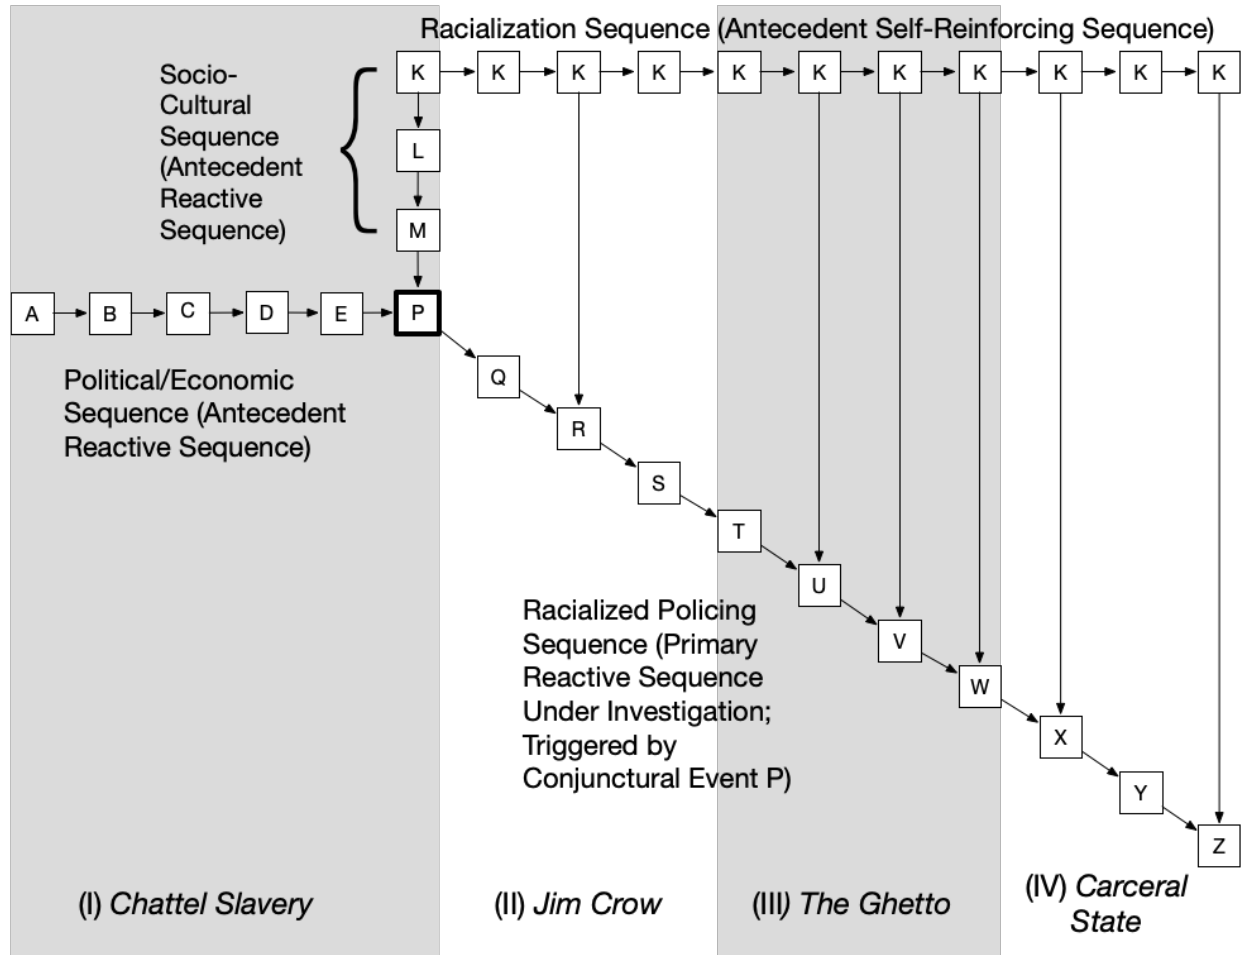 Racialization Sequence (Antecedent Self-Reinforcing Sequence)
K K K K K K K K K K K
Socio-
Cultural
Sequence
(Antecedent
Reactive
Sequence)
L
M
A B C D E P
Political/Economic
Sequence (Antecedent
Reactive Sequence)
Q
R
S
T
U
V
W
X
Y
Z
Racialized Policing
Sequence (Primary
Reactive Sequence
Under Investigation;
Triggered by
Conjunctural Event P)
(I) Chattel Slavery
(II) Jim Crow
(III) The Ghetto
(IV) Carceral
State